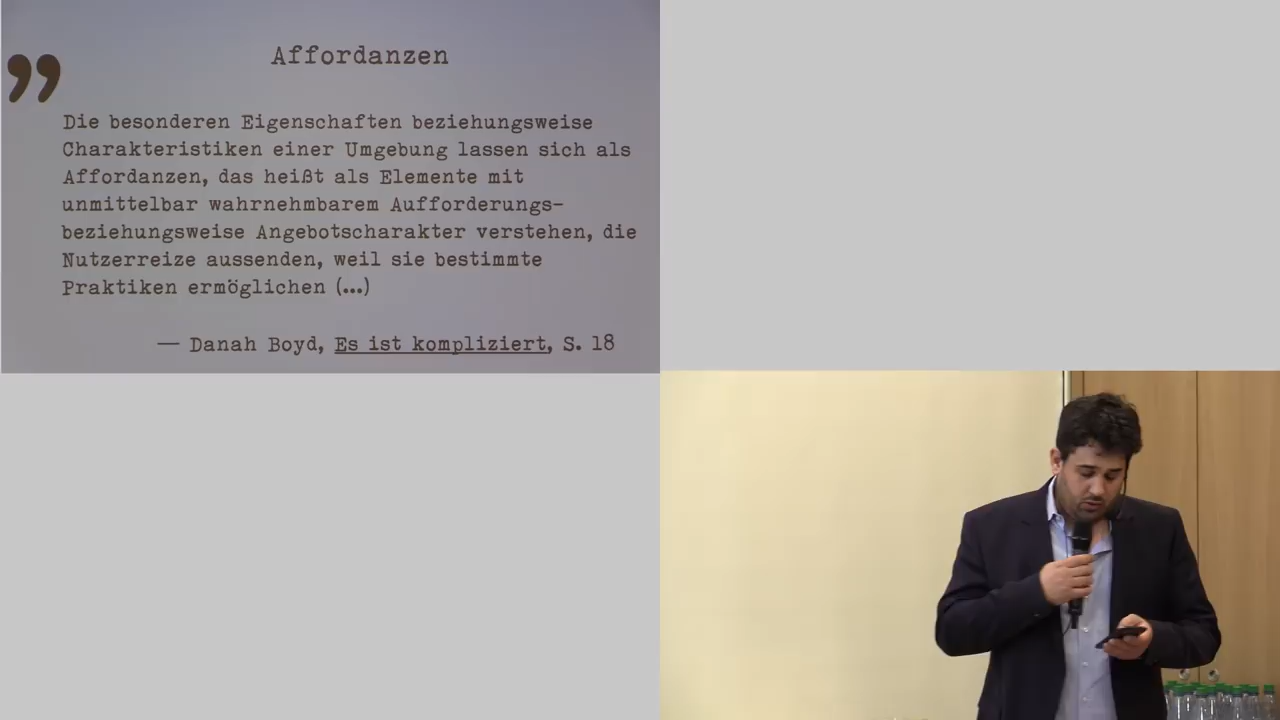 Affordanzen
”
Die besonderen Eigenschaften beziehungsweise
Charakteristiken einer Umgebung lassen sich als
Affordanzen, das heißt als Elemente mit
unmittelbar wahrnehmbarem Aufforderungs-
beziehungsweise Angebotscharakter verstehen, die
Nutzerreize aussenden, weil sie bestimmte
Praktiken ermöglichen (...)
— Danah Boyd, Es ist kompliziert, S. 18